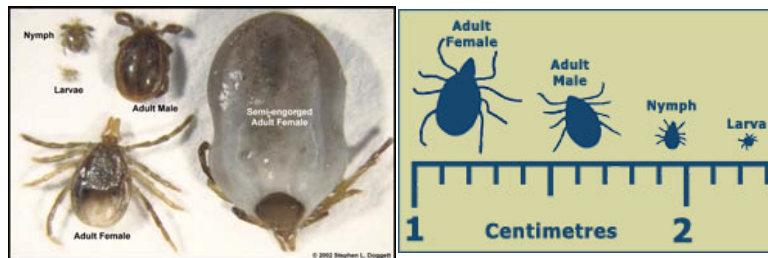 Nymph
Larvae
Adult Male
Semi-engorged
Adult Female
Adult Female
© 2002 Stephen L. Doggett
Adult
Female
Adult
Male
Nymph
Larva
1
Centimetres
2